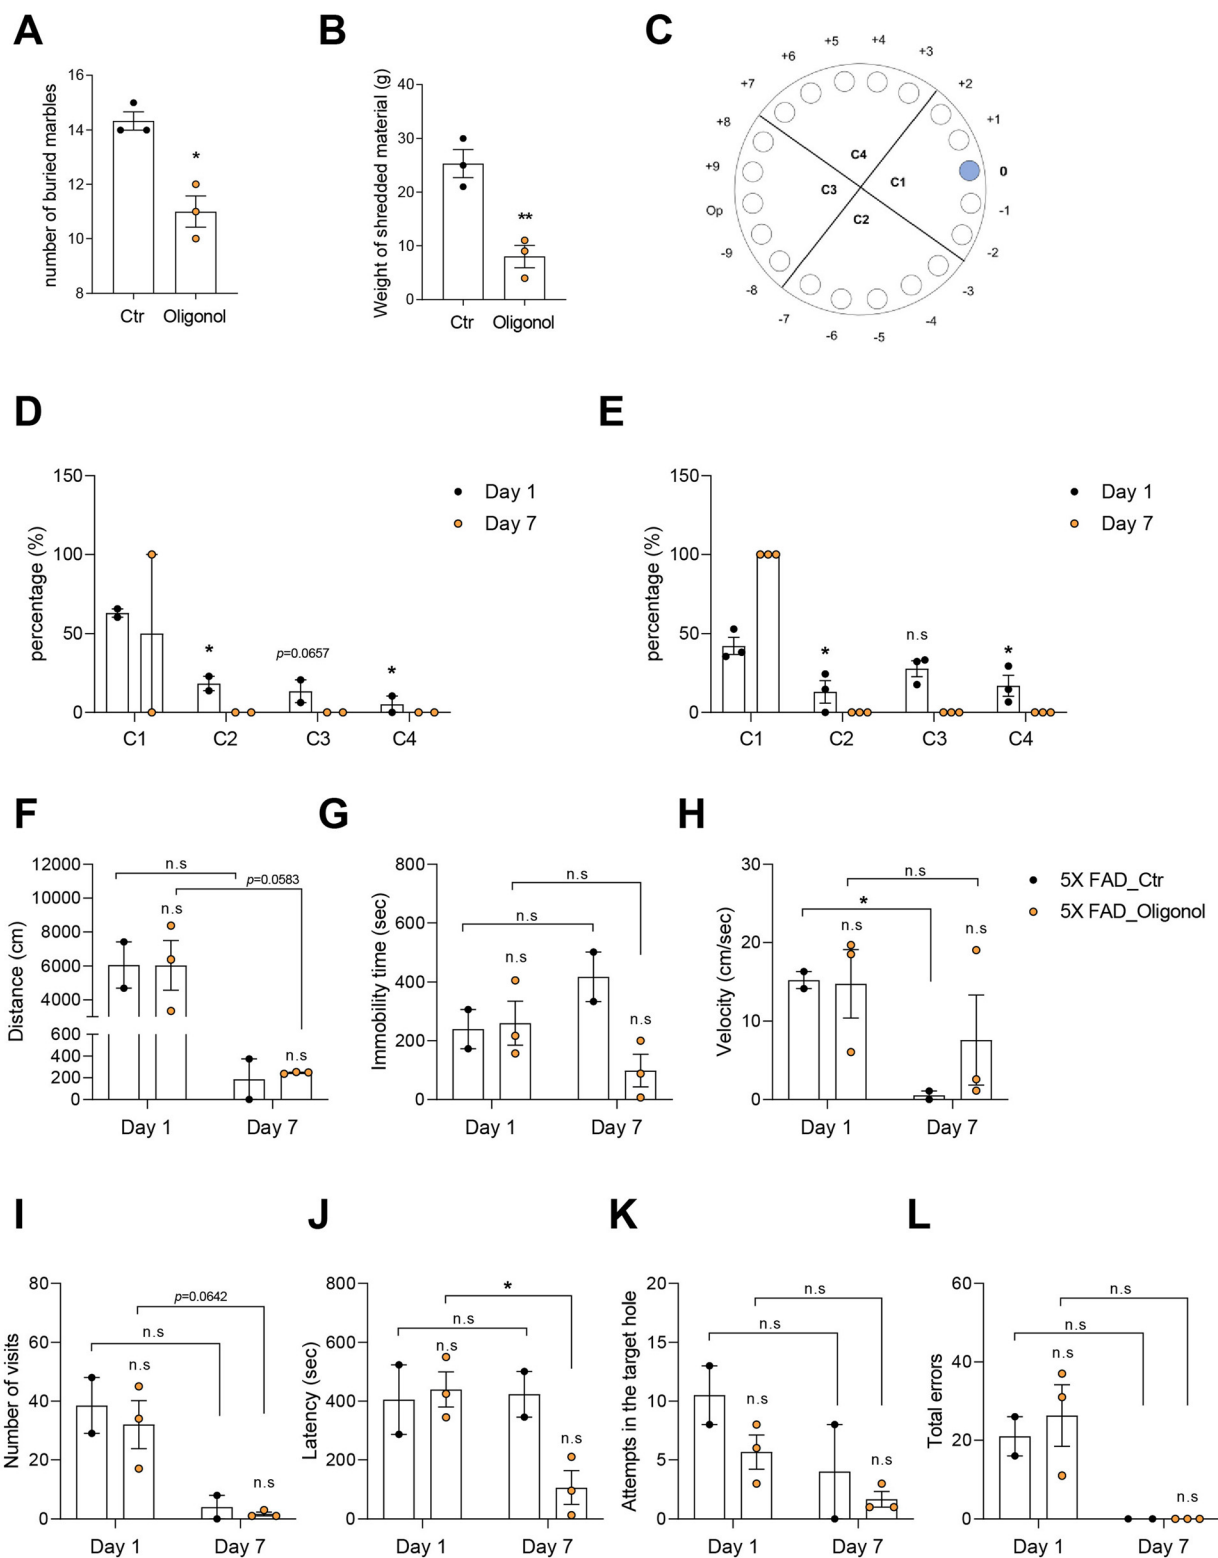 A
B
C
number of buried marbles
16
14
12
10
8
*
Ctr
Oligonol
Weight of shredded material (g)
40
30
20
10
0
**
Ctr
Oligonol
+5
+4
+6
+3
+7
+2
+8
+1
+9
0
Op
-1
-9
-2
-8
-3
-7
-4
-6
-5
C4
C3
C1
C2
D
E
percentage (%)
150
100
50
0
*
p=0.0657
*
C1
C2
C3
C4
Day 1
Day 7
percentage (%)
150
100
50
0
*
n.s
*
C1
C2
C3
C4
Day 1
Day 7
F
G
H
Distance (cm)
12000
10000
8000
6000
4000
600
400
200
0
n.s
p=0.0583
n.s
n.s
Day 1
Day 7
Immobility time (sec)
800
600
400
200
0
n.s
n.s
n.s
n.s
Day 1
Day 7
Velocity (cm/sec)
30
20
10
0
n.s
*
n.s
n.s
Day 1
Day 7
5X FAD_Ctr
5X FAD_Oligonol
I
J
K
L
Number of visits
80
60
40
20
0
p=0.0642
n.s
n.s
n.s
Day 1
Day 7
Latency (sec)
800
600
400
200
0
*
n.s
n.s
n.s
Day 1
Day 7
Attempts in the target hole
20
15
10
5
0
n.s
n.s
n.s
n.s
Day 1
Day 7
Total errors
60
40
20
0
n.s
n.s
n.s
n.s
Day 1
Day 7